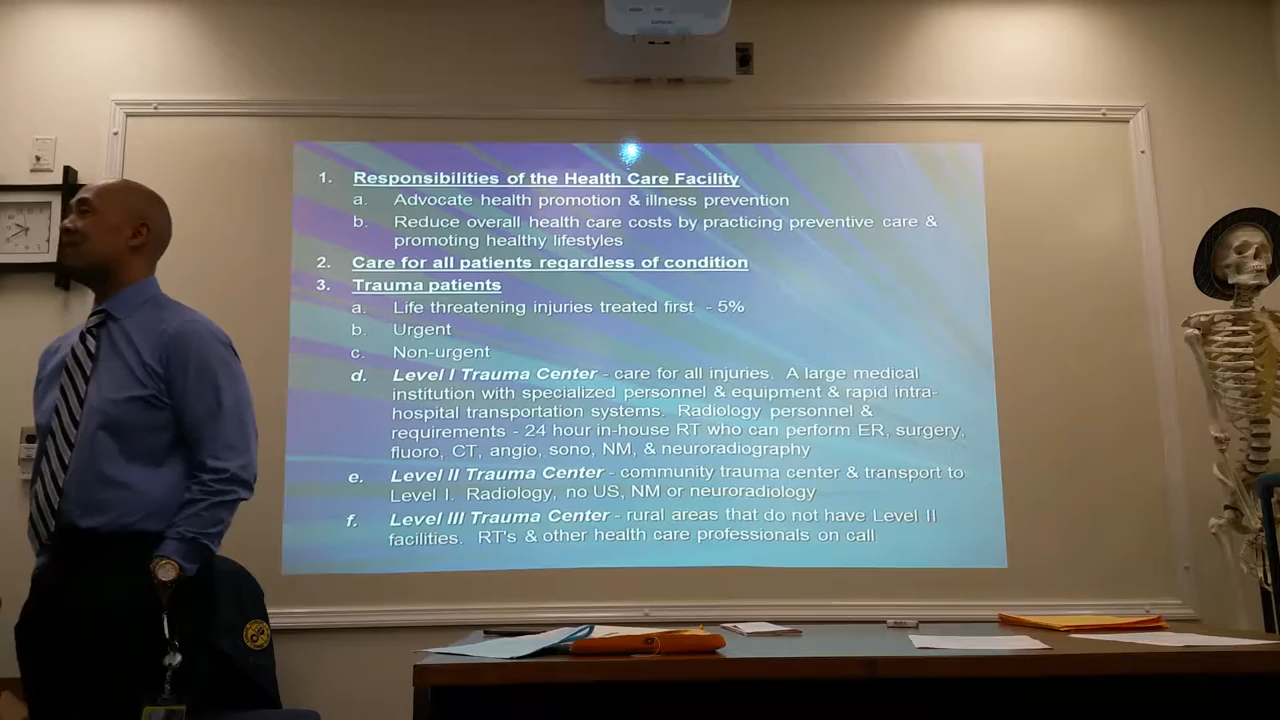 1. Responsibilities of the Health Care Facility
a. Advocate health promotion & illness prevention
b. Reduce overall health care costs by practicing preventive care &
promoting healthy lifestyles
2. Care for all patients regardless of condition
3. Trauma patients
a. Life threatening injuries treated first - 5%
b. Urgent
c. Non-urgent
d. Level I Trauma Center - care for all injuries. A large medical
institution with specialized personnel & equipment & rapid intra-
hospital transportation systems. Radiology personnel &
requirements - 24 hour in-house RT who can perform ER, surgery,
fluoro, CT, angio, sono, NM, & neuroradiography
e. Level II Trauma Center - community trauma center & transport to
Level I. Radiology, no US, NM or neuroradiology
f. Level III Trauma Center - rural areas that do not have Level II
facilities. RT's & other health care professionals on call